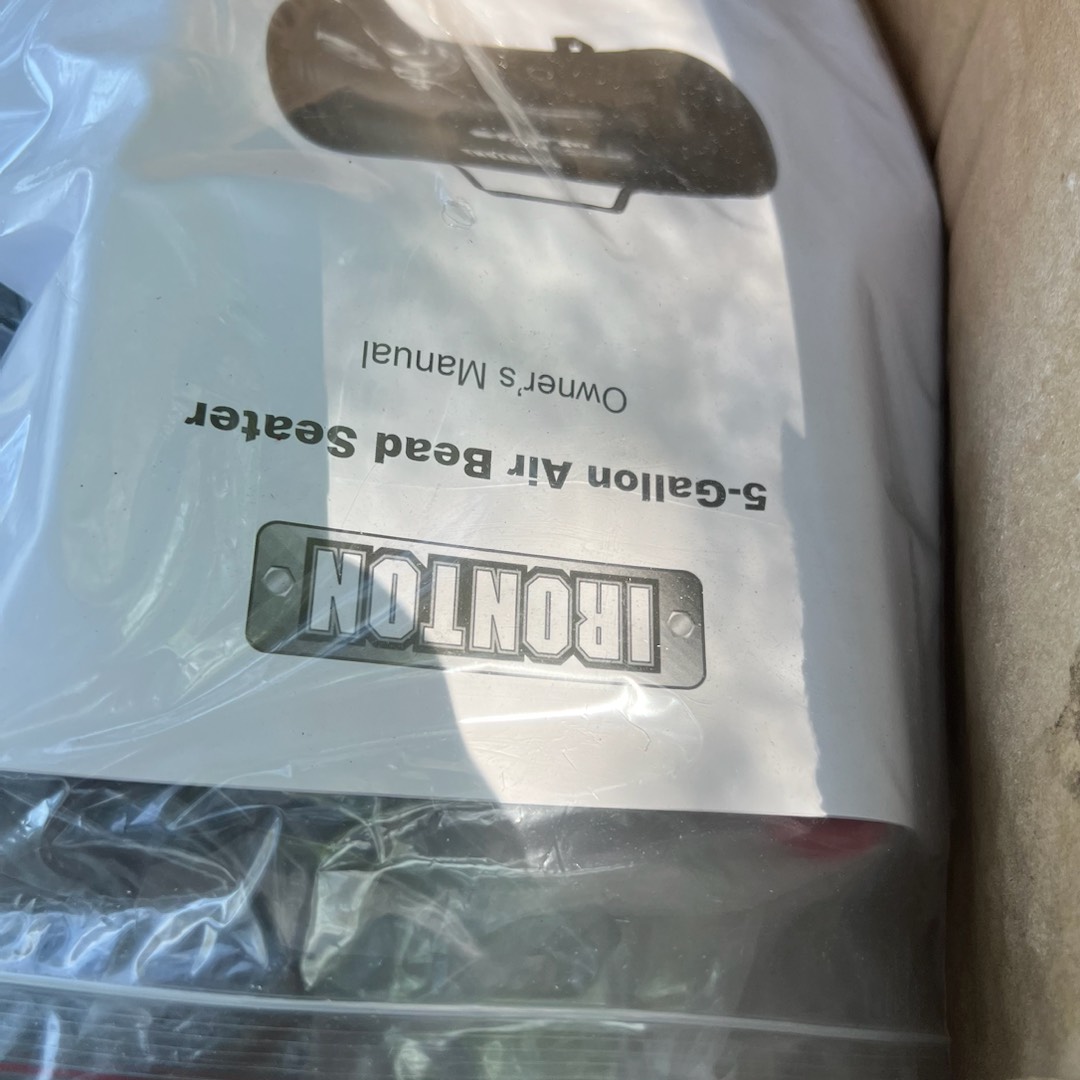 IRONTON
5-Gallon Air Bead Seater
Owner's Manual